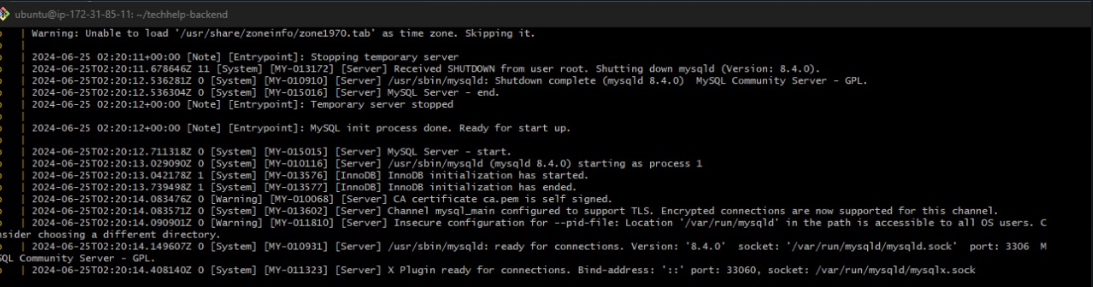 ubuntu@ip-172-31-85-11: ~/techhelp-backend
| Warning: Unable to load '/usr/share/zoneinfo/zone1970.tab' as time zone. Skipping it.
|
| 2024-06-25 02:20:11+00:00 [Note] [Entrypoint]: Stopping temporary server
| 2024-06-25T02:20:11.678646Z 11 [System] [MY-013172] [Server] Received SHUTDOWN from user root. Shutting down mysqld (Version: 8.4.0).
| 2024-06-25T02:20:12.536281Z 0 [System] [MY-010910] [Server] /usr/sbin/mysqld: Shutdown complete (mysqld 8.4.0)  MySQL Community Server - GPL.
| 2024-06-25T02:20:12.536304Z 0 [System] [MY-015016] [Server] MySQL Server - end.
| 2024-06-25 02:20:12+00:00 [Note] [Entrypoint]: Temporary server stopped
|
| 2024-06-25 02:20:12+00:00 [Note] [Entrypoint]: MySQL init process done. Ready for start up.
|
| 2024-06-25T02:20:12.711318Z 0 [System] [MY-015015] [Server] MySQL Server - start.
| 2024-06-25T02:20:13.029090Z 0 [System] [MY-010116] [Server] /usr/sbin/mysqld (mysqld 8.4.0) starting as process 1
| 2024-06-25T02:20:13.042178Z 1 [System] [MY-013576] [InnoDB] InnoDB initialization has started.
| 2024-06-25T02:20:13.739498Z 1 [System] [MY-013577] [InnoDB] InnoDB initialization has ended.
| 2024-06-25T02:20:14.083476Z 0 [Warning] [MY-010068] [Server] CA certificate ca.pem is self signed.
| 2024-06-25T02:20:14.083571Z 0 [System] [MY-013602] [Server] Channel mysql_main configured to support TLS. Encrypted connections are now supported for this channel.
| 2024-06-25T02:20:14.090901Z 0 [Warning] [MY-011810] [Server] Insecure configuration for --pid-file: Location '/var/run/mysqld' in the path is accessible to all OS users. C
nsider choosing a different directory.
| 2024-06-25T02:20:14.149607Z 0 [System] [MY-010931] [Server] /usr/sbin/mysqld: ready for connections. Version: '8.4.0'  socket: '/var/run/mysqld/mysqld.sock'  port: 3306  M
SQL Community Server - GPL.
| 2024-06-25T02:20:14.408140Z 0 [System] [MY-011323] [Server] X Plugin ready for connections. Bind-address: '::' port: 33060, socket: /var/run/mysqld/mysqlx.sock